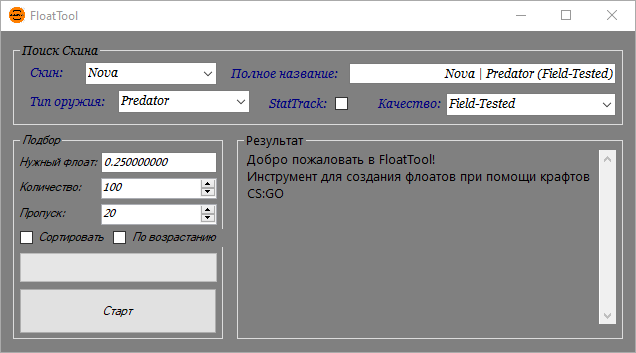 FloatTool
Поиск Скина
Скин: Nova Полное название: Nova | Predator (Field-Tested)
Тип оружия: Predator StatTrack: Качество: Field-Tested
Подбор
Нужный флоат: 0.250000000
Количество: 100
Пропуск: 20
Сортировать По возрастанию
Старт
Результат
Добро пожаловать в FloatTool!
Инструмент для создания флоатов при помощи крафтов
CS:GO